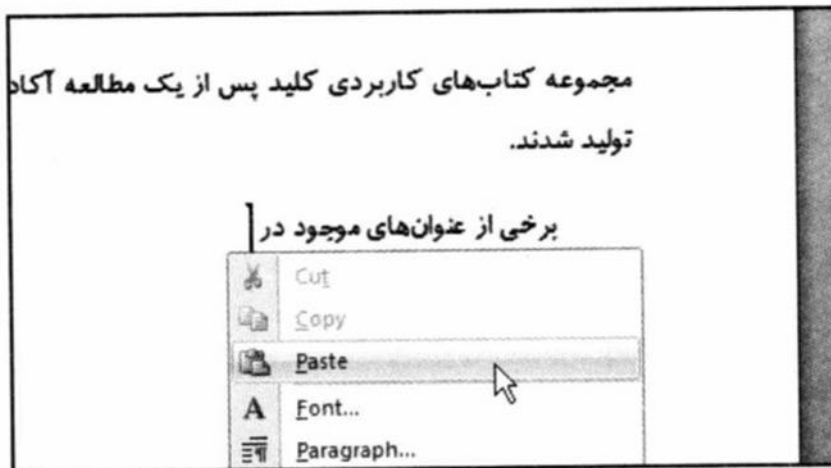 مجموعه کتاب‌های کاربردی کلید پس از یک مطالعه
تولید شدند.
برخی از عنوان‌های موجود در
Cut
Copy
Paste
Font...
Paragraph...